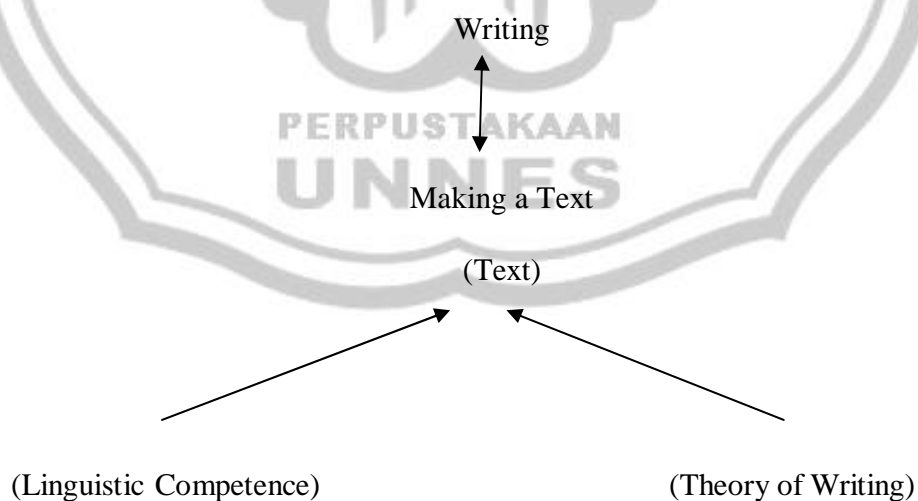 Writing
PERPUSTAKAAN
UNNES
Making a Text
(Text)
(Linguistic Competence) (Theory of Writing)